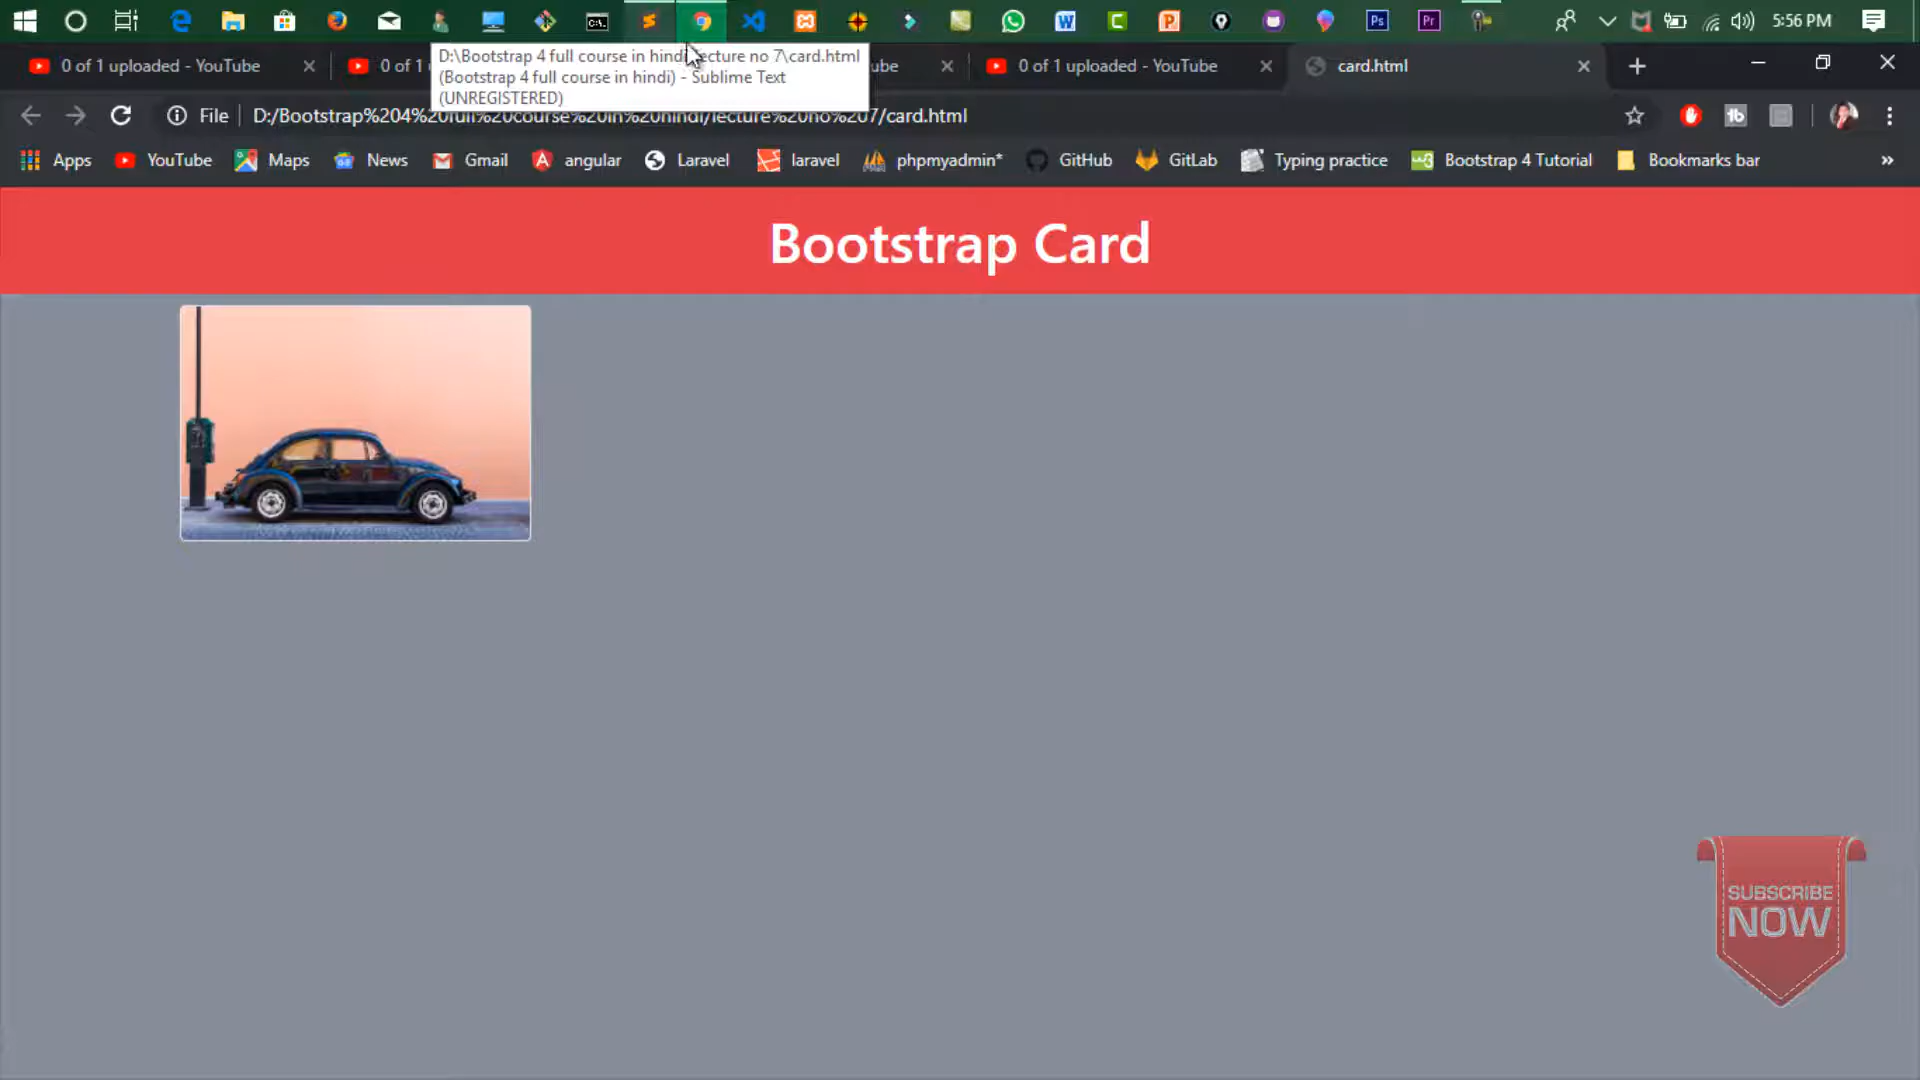 5:56 PM
0 of 1 uploaded - YouTube
0 of 1
ube
0 of 1 uploaded - YouTube
card.html
D:\Bootstrap 4 full course in hindi\lecture no 7\card.html
(Bootstrap 4 full course in hindi) - Sublime Text
(UNREGISTERED)
File
D:/Bootstrap%204%20full%20course%20in%20hindi/lecture%20no%207/card.html
Apps YouTube Maps News Gmail angular Laravel laravel phpmyadmin* GitHub GitLab Typing practice Bootstrap 4 Tutorial Bookmarks bar »
Bootstrap Card
SUBSCRIBE
NOW